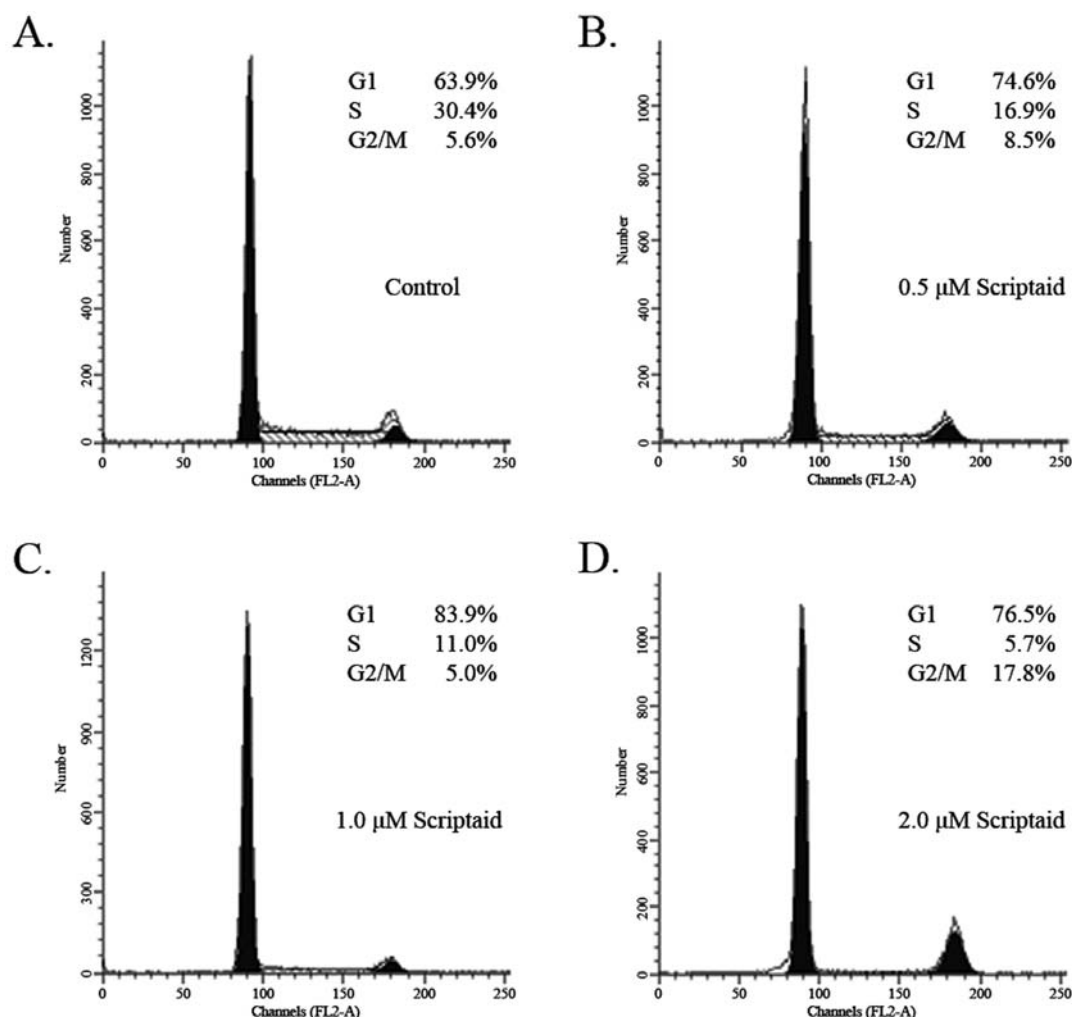 A.
G1 63.9%
S 30.4%
G2/M 5.6%
Control
Number
0 200 400 600 800 1000
0 50 100 150 200 250
Channels (FL2-A)
B.
G1 74.6%
S 16.9%
G2/M 8.5%
0.5 μM Scriptaid
Number
0 200 400 600 800 1000
0 50 100 150 200 250
Channels (FL2-A)
C.
G1 83.9%
S 11.0%
G2/M 5.0%
1.0 μM Scriptaid
Number
0 300 600 900 1200
0 50 100 150 200 250
Channels (FL2-A)
D.
G1 76.5%
S 5.7%
G2/M 17.8%
2.0 μM Scriptaid
Number
0 200 400 600 800 1000
0 50 100 150 200 250
Channels (FL2-A)